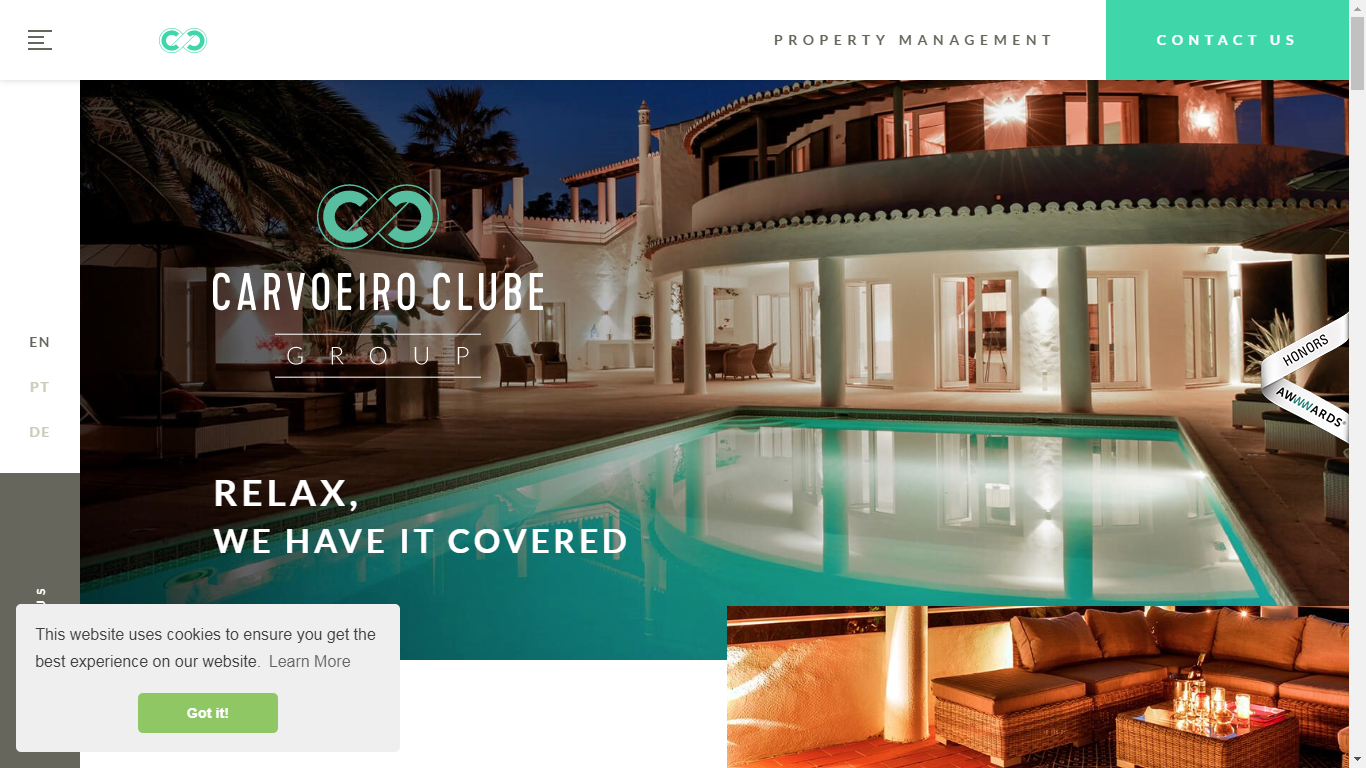 PROPERTY MANAGEMENT
CONTACT US
CARVOEIRO CLUBE
GROUP
EN
PT
DE
HONORS
AWWWARDS
RELAX,
WE HAVE IT COVERED
US
This website uses cookies to ensure you get the
best experience on our website. Learn More
Got it!